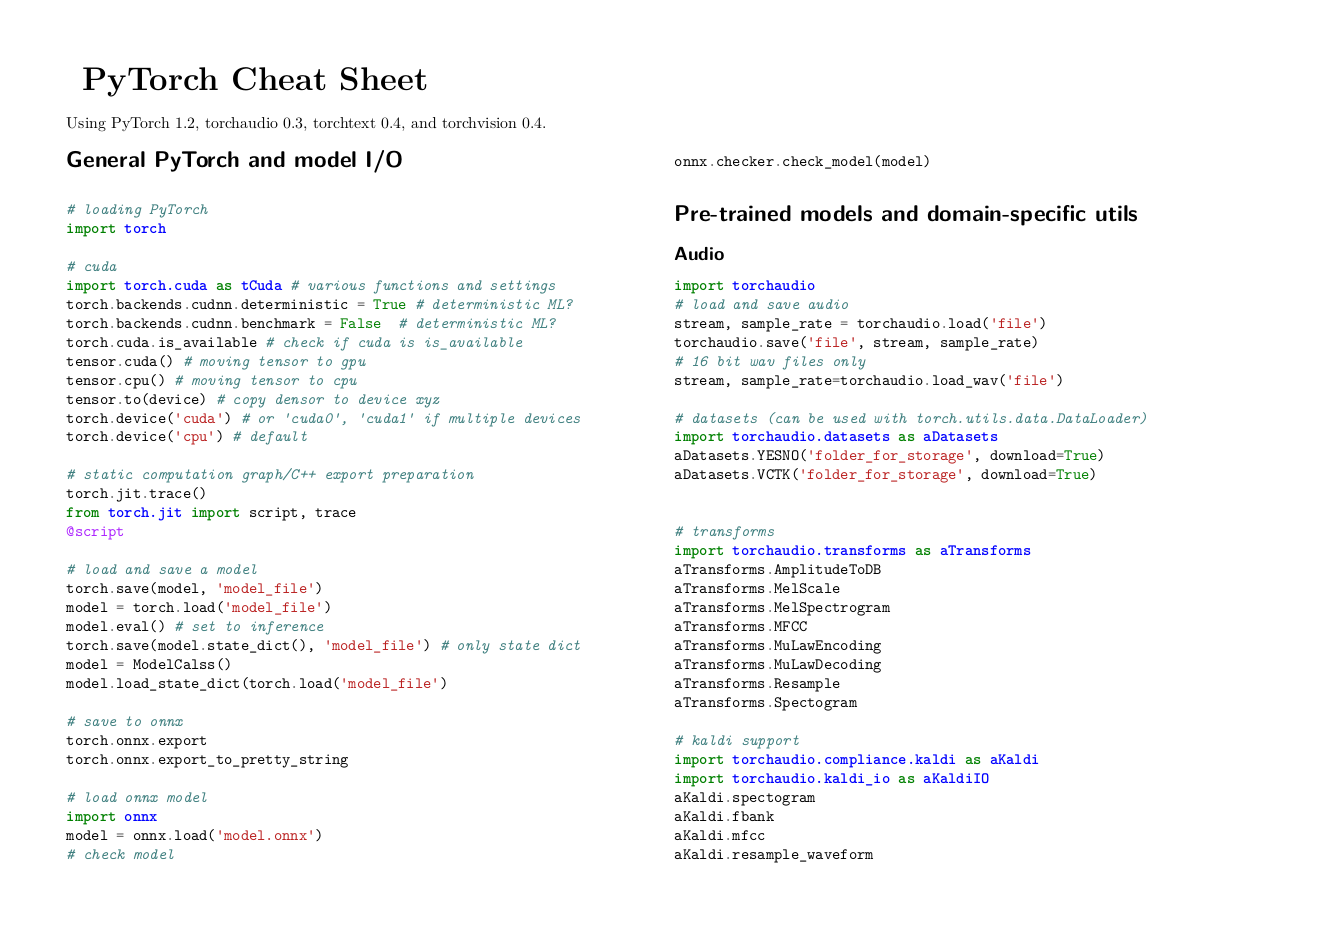 PyTorch Cheat Sheet
Using PyTorch 1.2, torchaudio 0.3, torchtext 0.4, and torchvision 0.4.
General PyTorch and model I/O
# loading PyTorch
import torch
# cuda
import torch.cuda as tCuda # various functions and settings
torch.backends.cudnn.deterministic = True # deterministic ML?
torch.backends.cudnn.benchmark = False  # deterministic ML?
torch.cuda.is_available # check if cuda is is_available
tensor.cuda() # moving tensor to gpu
tensor.cpu() # moving tensor to cpu
tensor.to(device) # copy densor to device xyz
torch.device('cuda') # or 'cuda0', 'cuda1' if multiple devices
torch.device('cpu') # default
# static computation graph/C++ export preparation
torch.jit.trace()
from torch.jit import script, trace
@script
# load and save a model
torch.save(model, 'model_file')
model = torch.load('model_file')
model.eval() # set to inference
torch.save(model.state_dict(), 'model_file') # only state dict
model = ModelCalss()
model.load_state_dict(torch.load('model_file')
# save to onnx
torch.onnx.export
torch.onnx.export_to_pretty_string
# load onnx model
import onnx
model = onnx.load('model.onnx')
# check model
onnx.checker.check_model(model)
Pre-trained models and domain-specific utils
Audio
import torchaudio
# load and save audio
stream, sample_rate = torchaudio.load('file')
torchaudio.save('file', stream, sample_rate)
# 16 bit wav files only
stream, sample_rate=torchaudio.load_wav('file')
# datasets (can be used with torch.utils.data.DataLoader)
import torchaudio.datasets as aDatasets
aDatasets.YESNO('folder_for_storage', download=True)
aDatasets.VCTK('folder_for_storage', download=True)
# transforms
import torchaudio.transforms as aTransforms
aTransforms.AmplitudeToDB
aTransforms.MelScale
aTransforms.MelSpectrogram
aTransforms.MFCC
aTransforms.MuLawEncoding
aTransforms.MuLawDecoding
aTransforms.Resample
aTransforms.Spectogram
# kaldi support
import torchaudio.compliance.kaldi as aKaldi
import torchaudio.kaldi_io as aKaldiIO
aKaldi.spectogram
aKaldi.fbank
aKaldi.mfcc
aKaldi.resample_waveform